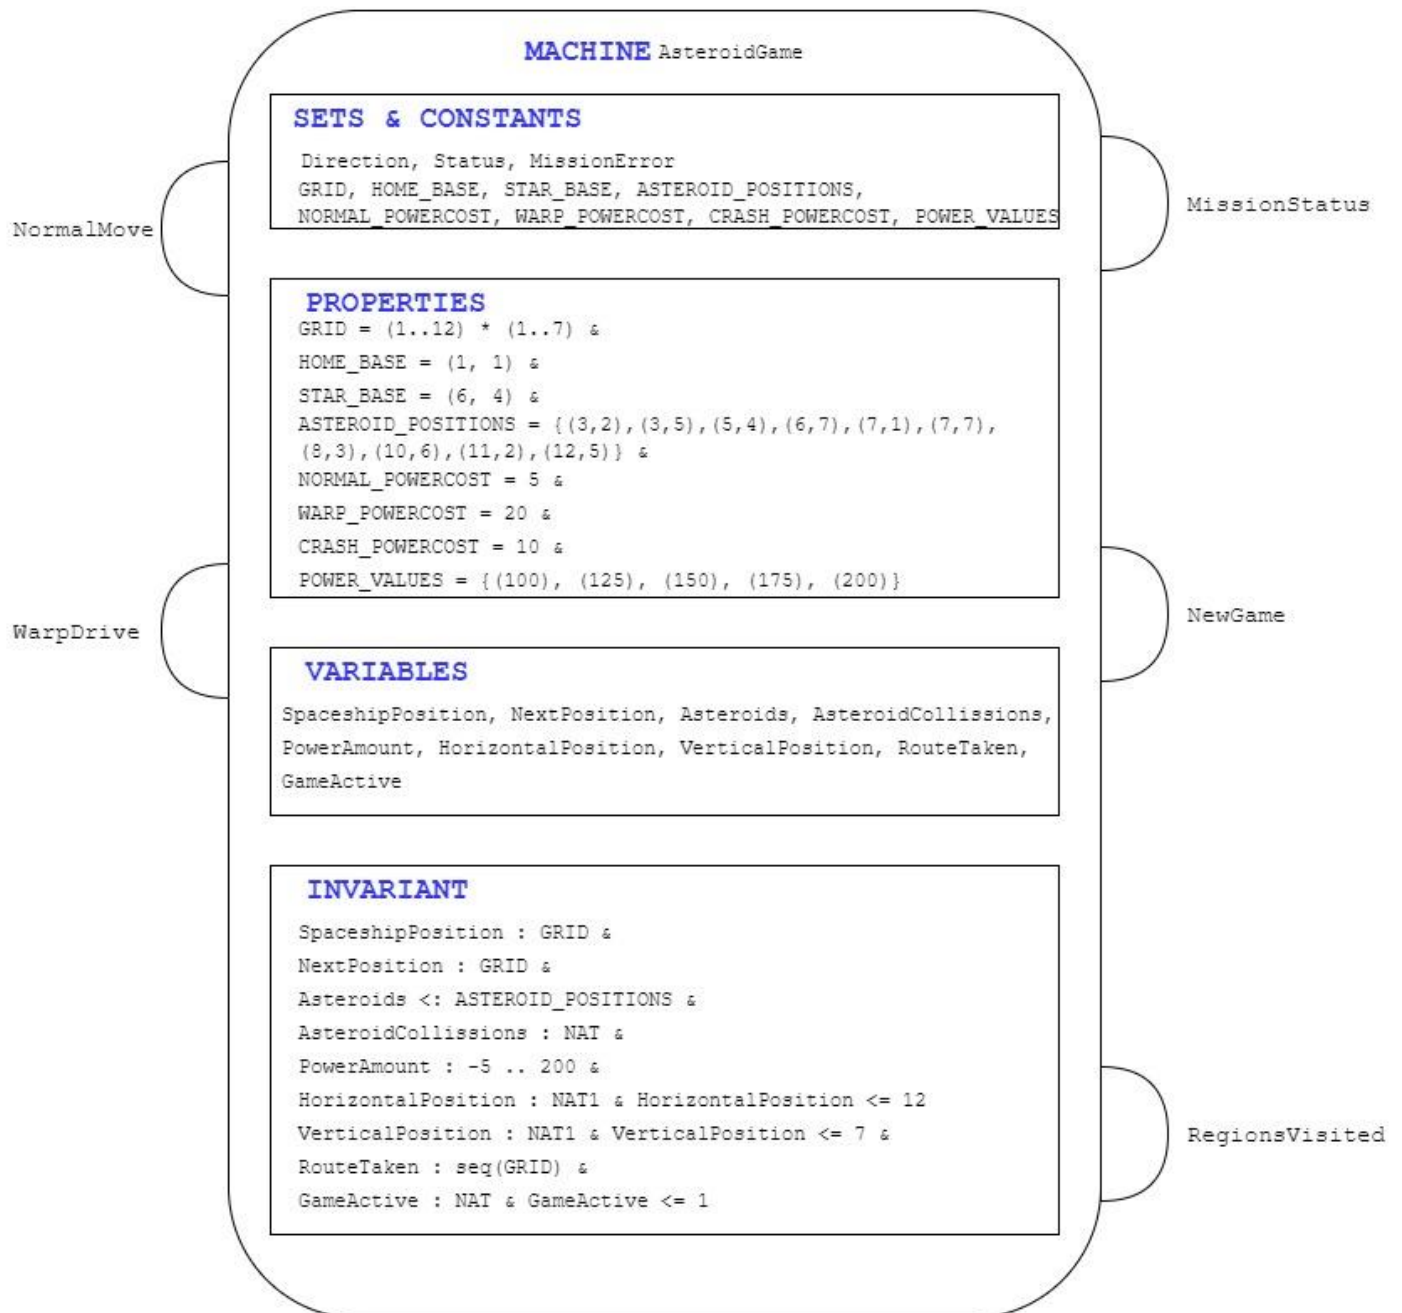 MACHINE AsteroidGame
SETS & CONSTANTS
Direction, Status, MissionError
GRID, HOME_BASE, STAR_BASE, ASTEROID_POSITIONS,
NORMAL_POWERCOST, WARP_POWERCOST, CRASH_POWERCOST, POWER_VALUES
NormalMove
MissionStatus
PROPERTIES
GRID = (1..12) * (1..7) &
HOME_BASE = (1, 1) &
STAR_BASE = (6, 4) &
ASTEROID_POSITIONS = {(3,2),(3,5),(5,4),(6,7),(7,1),(7,7),
(8,3),(10,6),(11,2),(12,5)} &
NORMAL_POWERCOST = 5 &
WARP_POWERCOST = 20 &
CRASH_POWERCOST = 10 &
POWER_VALUES = {(100), (125), (150), (175), (200)}
WarpDrive
NewGame
VARIABLES
SpaceshipPosition, NextPosition, Asteroids, AsteroidCollissions,
PowerAmount, HorizontalPosition, VerticalPosition, RouteTaken,
GameActive
INVARIANT
SpaceshipPosition : GRID &
NextPosition : GRID &
Asteroids <: ASTEROID_POSITIONS &
AsteroidCollissions : NAT &
PowerAmount : -5 .. 200 &
HorizontalPosition : NAT1 & HorizontalPosition <= 12
VerticalPosition : NAT1 & VerticalPosition <= 7 &
RouteTaken : seq(GRID) &
GameActive : NAT & GameActive <= 1
RegionsVisited